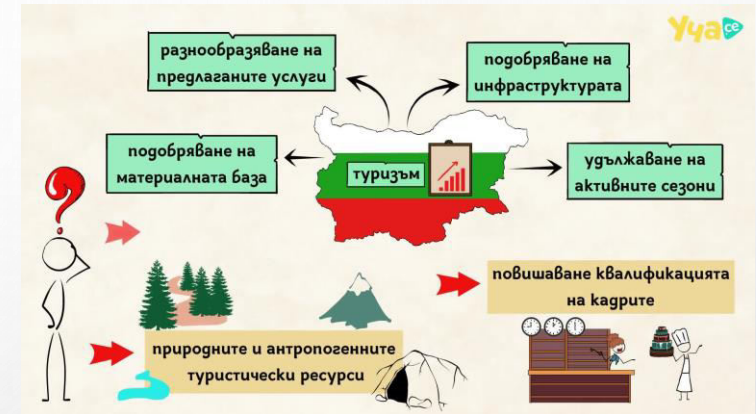 Уча се
разнообразяване на
предлаганите услуги
подобряване на
инфраструктурата
подобряване на
материалната база
туризъм
удължаване на
активните сезони
повишаване квалификацията
на кадрите
природните и антропогенните
туристически ресурси
?